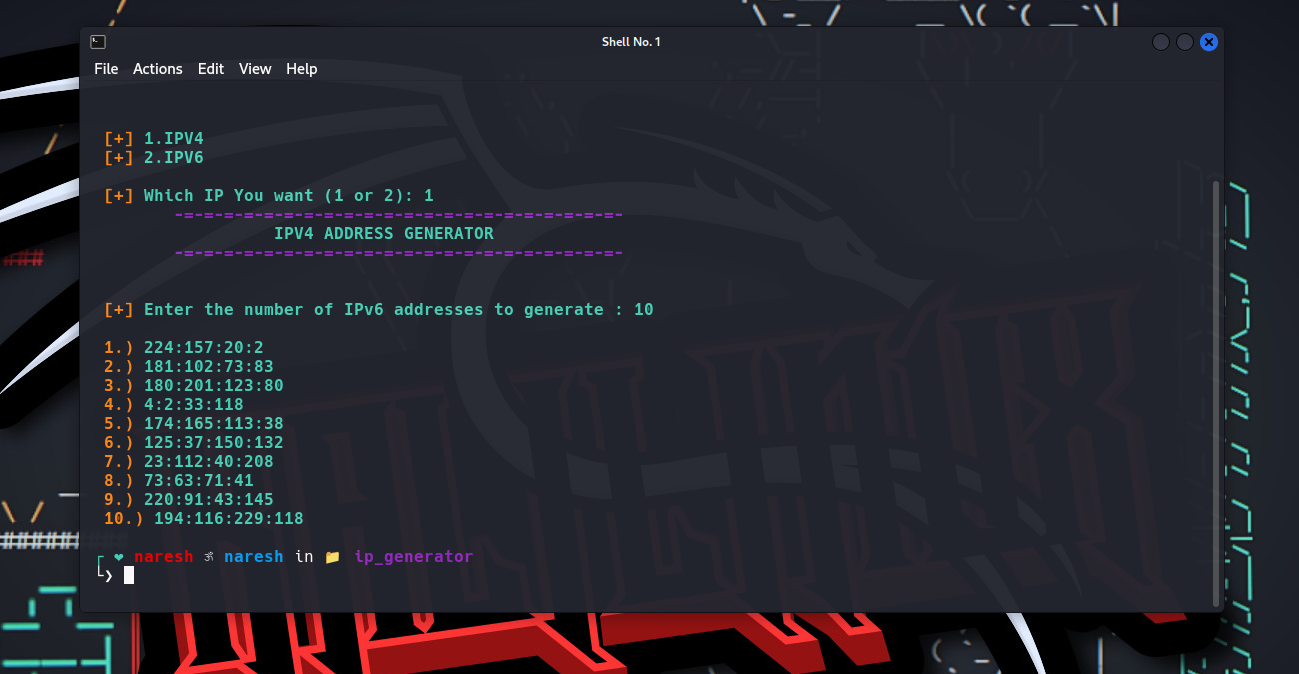 Shell No. 1
File Actions Edit View Help
[+] 1.IPV4
[+] 2.IPV6
[+] Which IP You want (1 or 2): 1
-=-=-=-=-=-=-=-=-=-=-=-=-=-=-=-=-=-=-=-=-=-=-
IPV4 ADDRESS GENERATOR
-=-=-=-=-=-=-=-=-=-=-=-=-=-=-=-=-=-=-=-=-=-=-
[+] Enter the number of IPv6 addresses to generate : 10
1.) 224:157:20:2
2.) 181:102:73:83
3.) 180:201:123:80
4.) 4:2:33:118
5.) 174:165:113:38
6.) 125:37:150:132
7.) 23:112:40:208
8.) 73:63:71:41
9.) 220:91:43:145
10.) 194:116:229:118
┌ ❤ naresh ॐ naresh in 📁 ip_generator
└❯